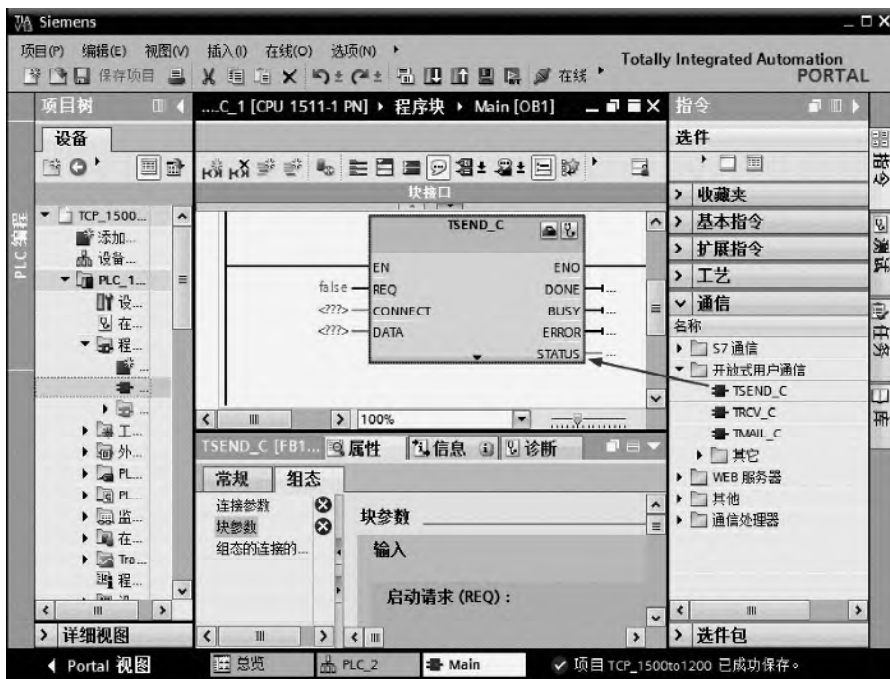 Siemens
项目(P) 编辑(E) 视图(V) 插入(I) 在线(O) 选项(N)
Totally Integrated Automation
PORTAL
保存项目
在线
项目树
....C_1 [CPU 1511-1 PN] 程序块 Main [OB1]
指令
设备
选件
块接口
PLC 编程
TCP_1500...
添加...
设备...
PLC_1...
设...
在...
程...
...
...
...
工...
外...
PL...
PL...
监...
在...
Tra...
程...
详细视图
TSEND_C
EN
ENO
false
REQ
DONE
...
<???>
CONNECT
BUSY
...
<???>
DATA
ERROR
...
STATUS
...
100%
TSEND_C [FB1...
属性
信息
诊断
常规
组态
连接参数
块参数
组态的连接的...
块参数
输入
启动请求 (REQ) :
收藏夹
基本指令
扩展指令
工艺
通信
名称
S7 通信
开放式用户通信
TSEND_C
TRCV_C
TMAIL_C
其它
WEB 服务器
其他
通信处理器
选件包
指令
测试
任务
库
Portal 视图
总览
PLC_2
Main
项目 TCP_1500to1200 已成功保存。